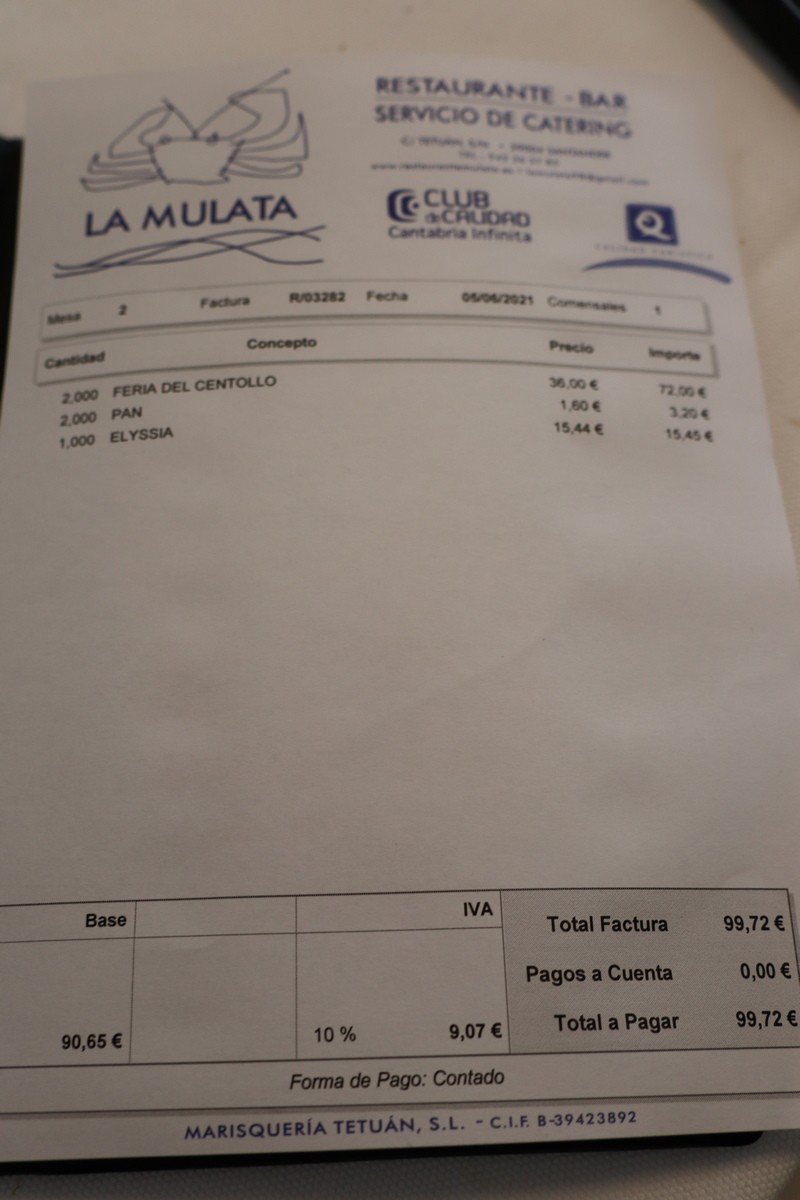 RESTAURANTE - BAR
SERVICIO DE CATERING
C/ TETUÁN, S/N - SANTANDER
LA MULATA
CLUB
de CALIDAD
Cantabria Infinita
Q
Mesa 2 Factura R/03282 Fecha 05/06/2021 Comensales 1
Cantidad Concepto Precio Importe
2,000 FERIA DEL CENTOLLO 36,00 € 72,00 €
2,000 PAN 1,60 € 3,20 €
1,000 ELYSSIA 15,44 € 15,45 €
Base IVA
90,65 € 10 % 9,07 €
Total Factura 99,72 €
Pagos a Cuenta 0,00 €
Total a Pagar 99,72 €
Forma de Pago: Contado
MARISQUERÍA TETUÁN, S.L. - C.I.F. B-39423892